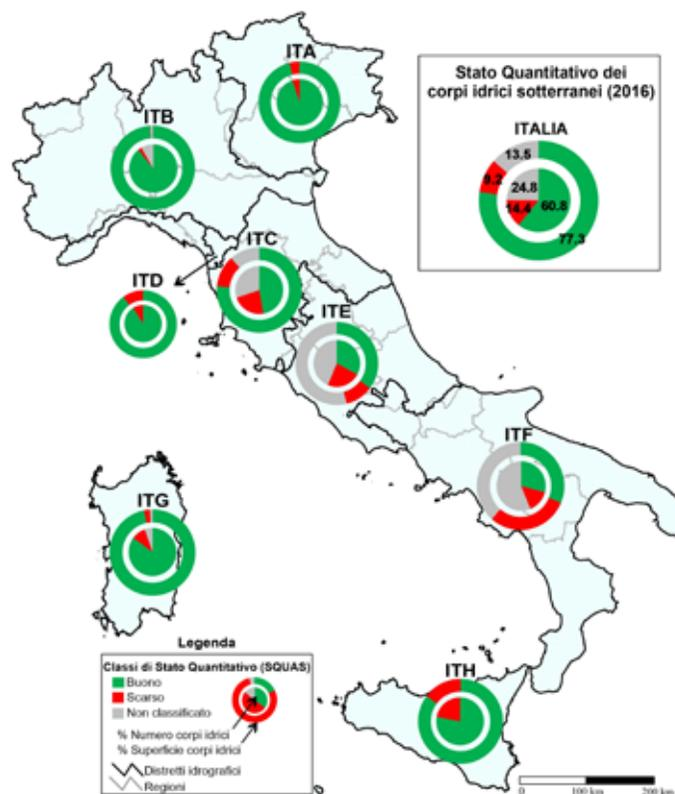 ITA
Stato Quantitativo dei
corpi idrici sotterranei (2016)
ITALIA
13.5
9.2
24.8
14.4
60.8
77.3
ITB
ITC
ITD
ITE
ITF
ITG
Legenda
Classi di Stato Quantitativo (SQUAS)
Buono
Scarso
Non classificato
% Numero corpi idrici
% Superficie corpi idrici
Distretti idrografici
Regioni
ITH
0 100 km 200 km